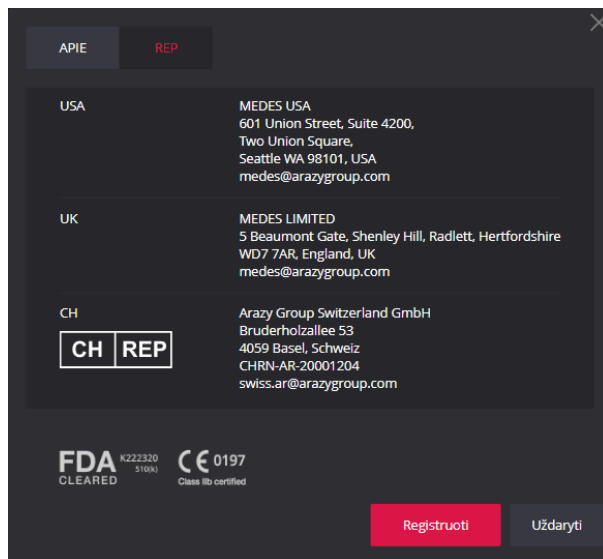 APIE
REP
USA
MEDES USA
601 Union Street, Suite 4200,
Two Union Square,
Seattle WA 98101, USA
medes@arazygroup.com
UK
MEDES LIMITED
5 Beaumont Gate, Shenley Hill, Radlett, Hertfordshire
WD7 7AR, England, UK
medes@arazygroup.com
CH
CH REP
Arazy Group Switzerland GmbH
Bruderholzallee 53
4059 Basel, Schweiz
CHRN-AR-20001204
swiss.ar@arazygroup.com
FDA
CLEARED
K222320
510(k)
CE 0197
Class IIb certified
Registruoti
Uždaryti